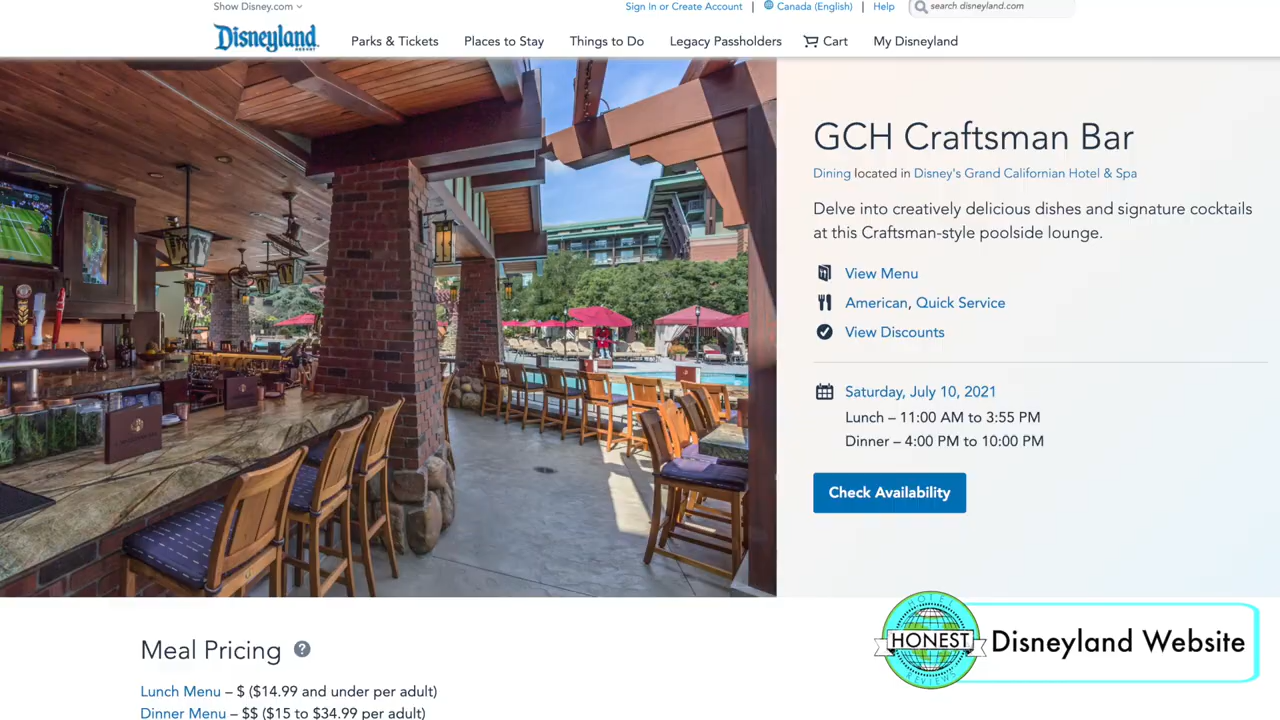 Show Disney.com
Sign In or Create Account | Canada (English) | Help
search disneyland.com
Disneyland
RESORT
Parks & Tickets
Places to Stay
Things to Do
Legacy Passholders
Cart
My Disneyland
GCH Craftsman Bar
Dining located in Disney's Grand Californian Hotel & Spa
Delve into creatively delicious dishes and signature cocktails
at this Craftsman-style poolside lounge.
View Menu
American, Quick Service
View Discounts
Saturday, July 10, 2021
Lunch – 11:00 AM to 3:55 PM
Dinner – 4:00 PM to 10:00 PM
Check Availability
HOTEL
HONEST
REVIEWS
Disneyland Website
Meal Pricing ?
Lunch Menu – $ ($14.99 and under per adult)
Dinner Menu – $$ ($15 to $34.99 per adult)